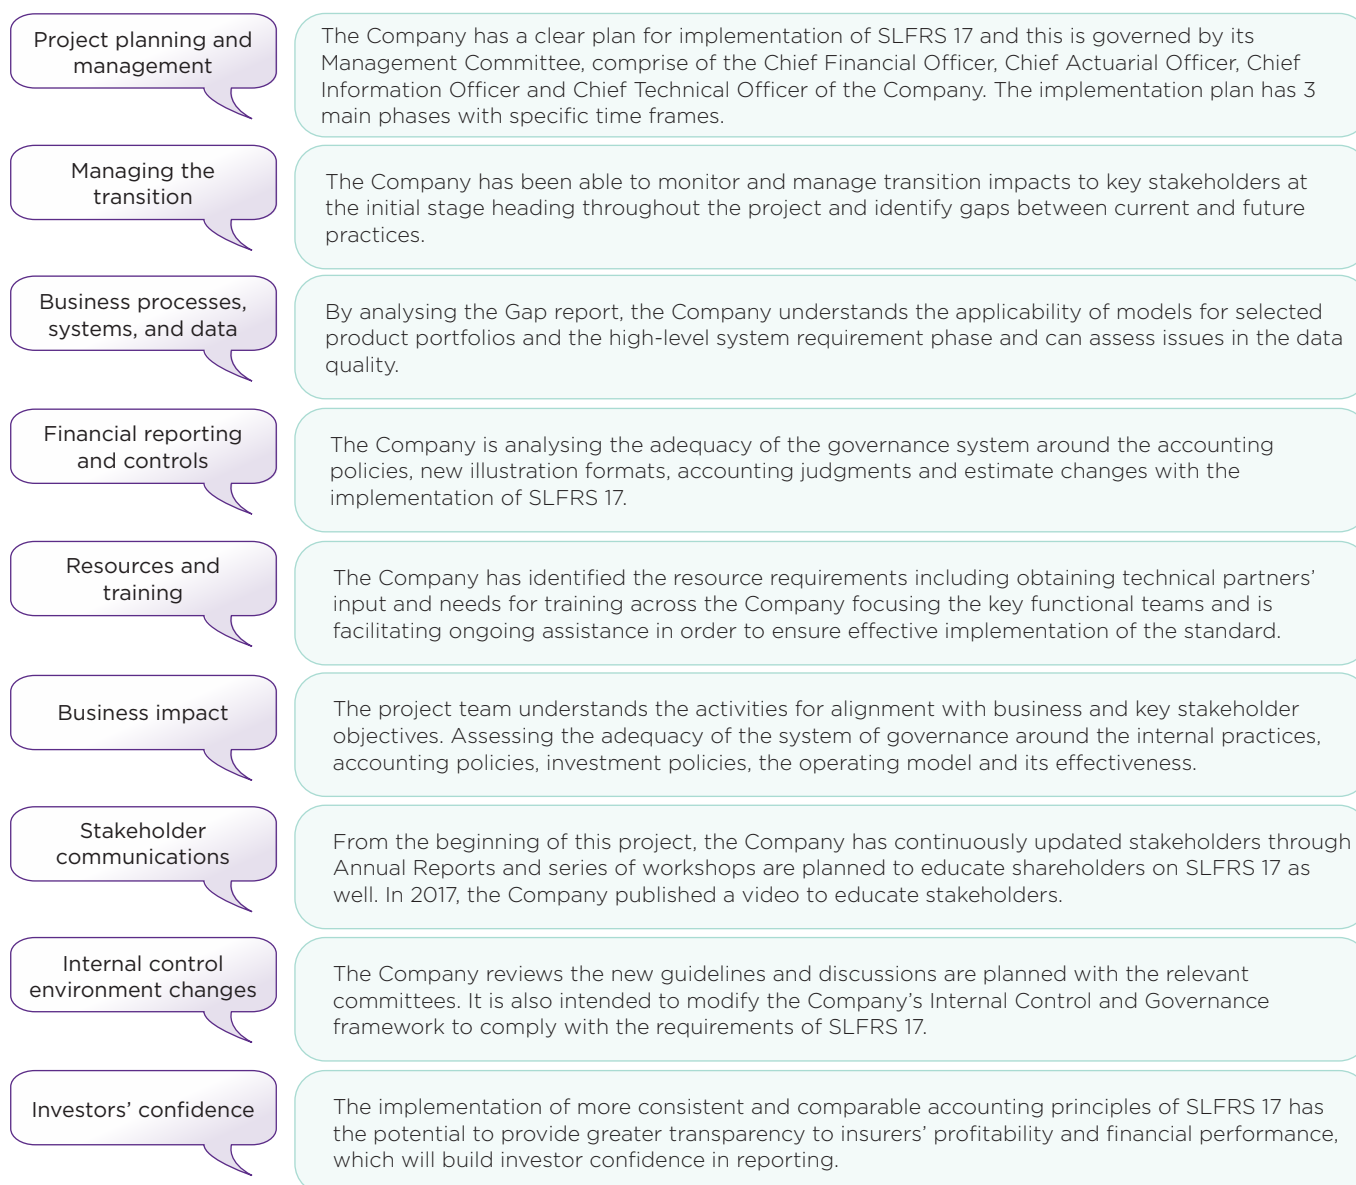 Project planning and
management
The Company has a clear plan for implementation of SLFRS 17 and this is governed by its
Management Committee, comprise of the Chief Financial Officer, Chief Actuarial Officer, Chief
Information Officer and Chief Technical Officer of the Company. The implementation plan has 3
main phases with specific time frames.
Managing the
transition
The Company has been able to monitor and manage transition impacts to key stakeholders at
the initial stage heading throughout the project and identify gaps between current and future
practices.
Business processes,
systems, and data
By analysing the Gap report, the Company understands the applicability of models for selected
product portfolios and the high-level system requirement phase and can assess issues in the data
quality.
Financial reporting
and controls
The Company is analysing the adequacy of the governance system around the accounting
policies, new illustration formats, accounting judgments and estimate changes with the
implementation of SLFRS 17.
Resources and
training
The Company has identified the resource requirements including obtaining technical partners’
input and needs for training across the Company focusing the key functional teams and is
facilitating ongoing assistance in order to ensure effective implementation of the standard.
Business impact
The project team understands the activities for alignment with business and key stakeholder
objectives. Assessing the adequacy of the system of governance around the internal practices,
accounting policies, investment policies, the operating model and its effectiveness.
Stakeholder
communications
From the beginning of this project, the Company has continuously updated stakeholders through
Annual Reports and series of workshops are planned to educate shareholders on SLFRS 17 as
well. In 2017, the Company published a video to educate stakeholders.
Internal control
environment changes
The Company reviews the new guidelines and discussions are planned with the relevant
committees. It is also intended to modify the Company’s Internal Control and Governance
framework to comply with the requirements of SLFRS 17.
Investors’ confidence
The implementation of more consistent and comparable accounting principles of SLFRS 17 has
the potential to provide greater transparency to insurers’ profitability and financial performance,
which will build investor confidence in reporting.